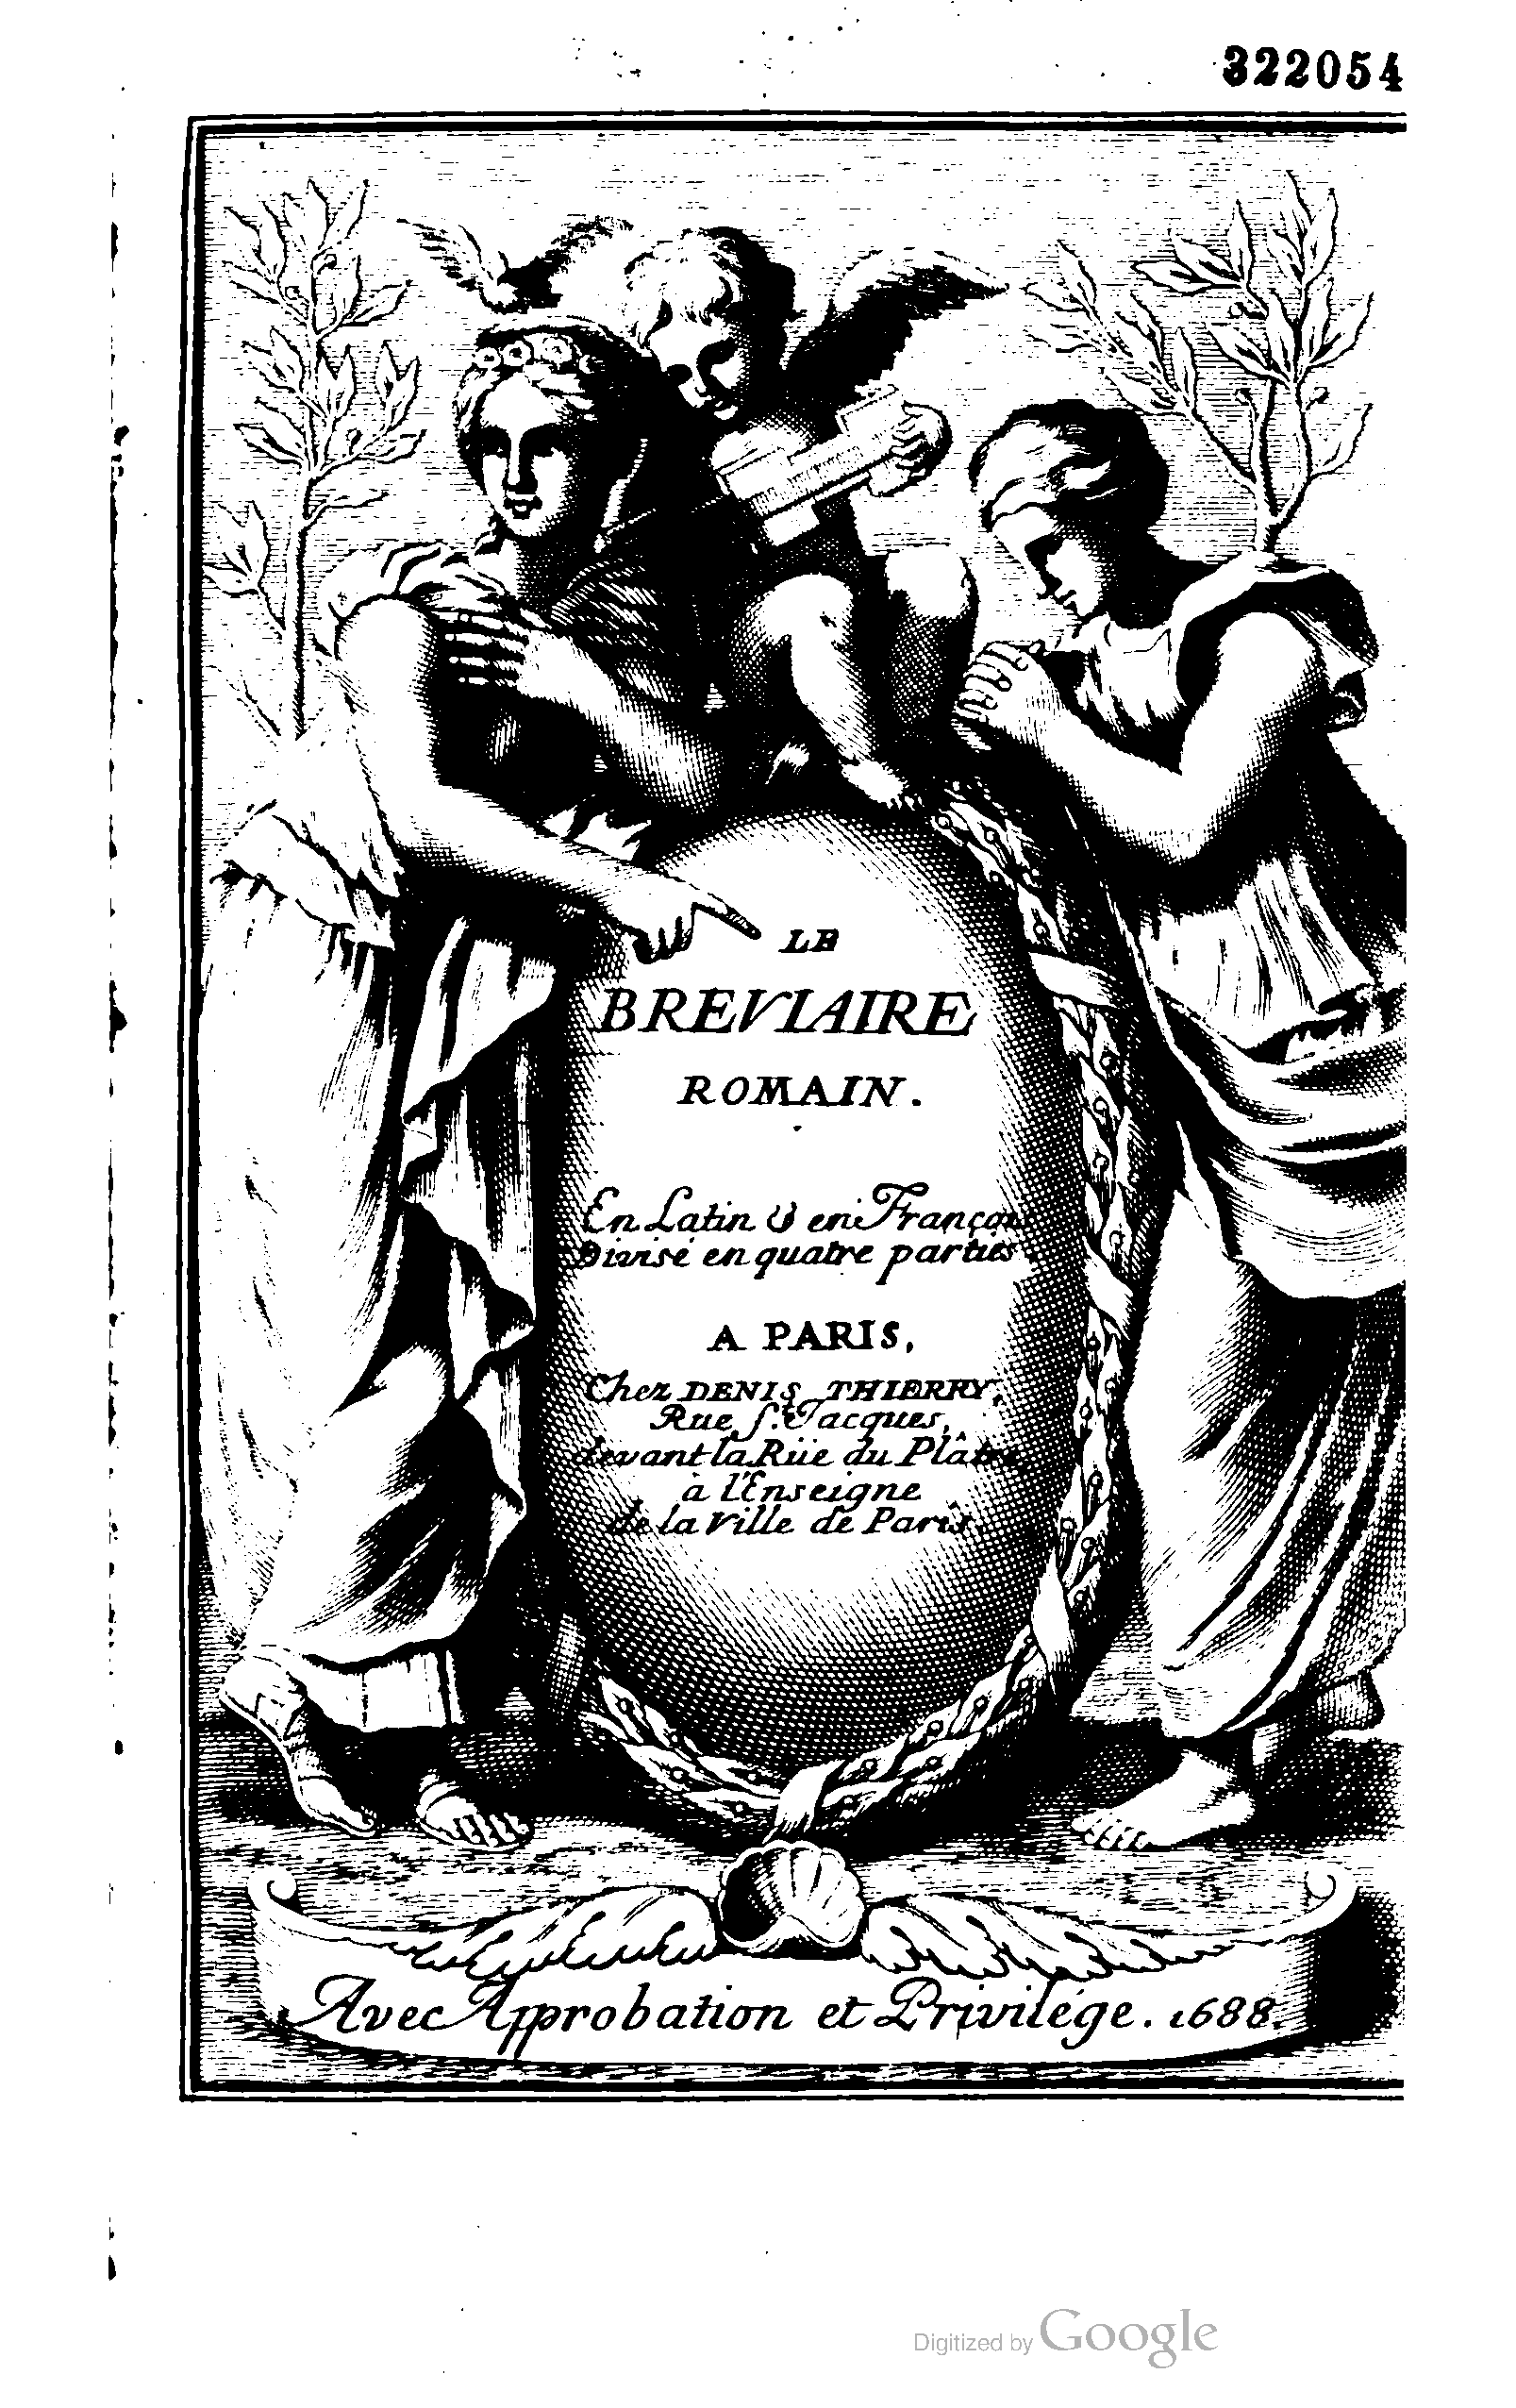 322054
LE
BREVIAIRE
ROMAIN.
En Latin & en François
Divisé en quatre parties.
A PARIS,
Chez DENIS THIERRY,
Rue S.t Jacques,
devant la Rüe du Plâtre
à l'Enseigne
de la Ville de Paris.
Avec Approbation et Privilége. 1688.
Digitized by Google